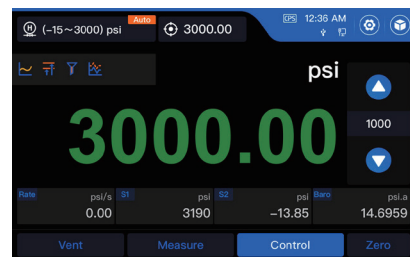 (−15~3000) psi Auto 3000.00 EPS 12:36 AM
psi
3000.00
1000
Rate psi/s S1 psi S2 psi Baro psi.a
0.00 3190 −13.85 14.6959
Vent Measure Control Zero